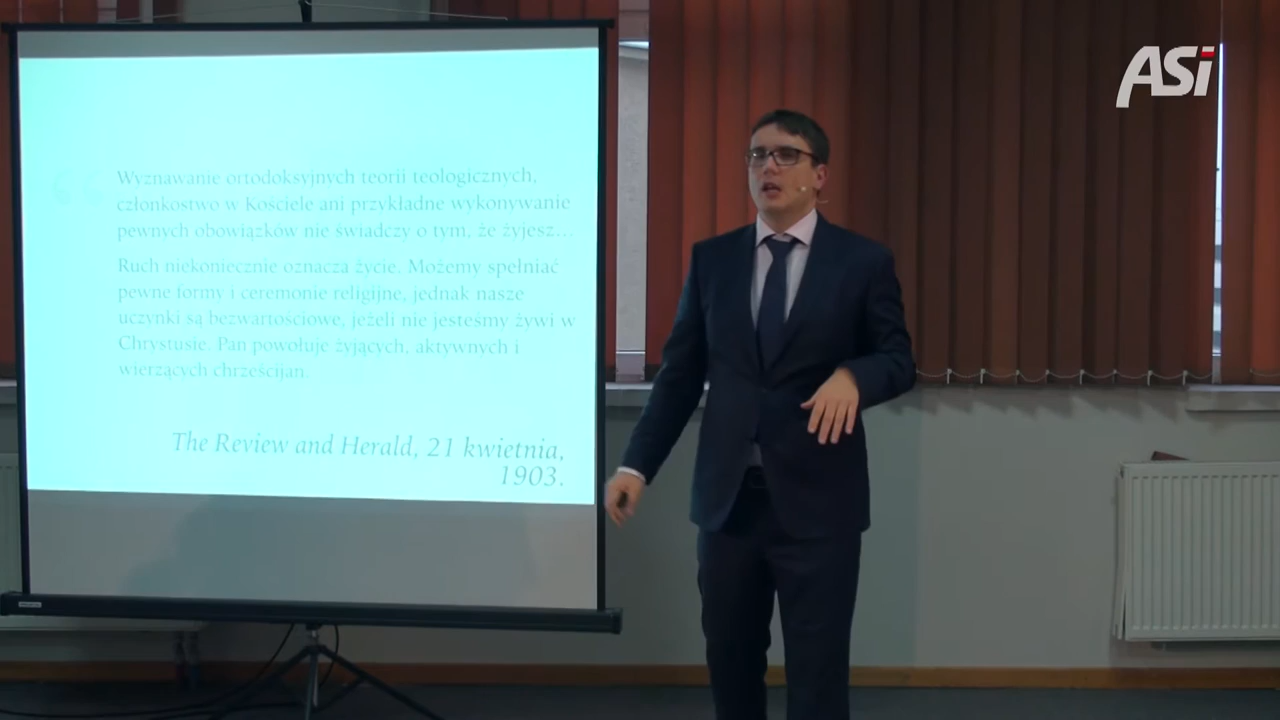 ASi
Wyznawanie ortodoksyjnych teorii teologicznych,
członkostwo w Kościele ani przykładne wykonywanie
pewnych obowiązków nie świadczy o tym, że żyjesz…
Ruch niekoniecznie oznacza życie. Możemy spełniać
pewne formy i ceremonie religijne, jednak nasze
uczynki są bezwartościowe, jeżeli nie jesteśmy żywi w
Chrystusie. Pan powołuje żyjących, aktywnych i
wierzących chrześcijan.
The Review and Herald, 21 kwietnia,
1903.